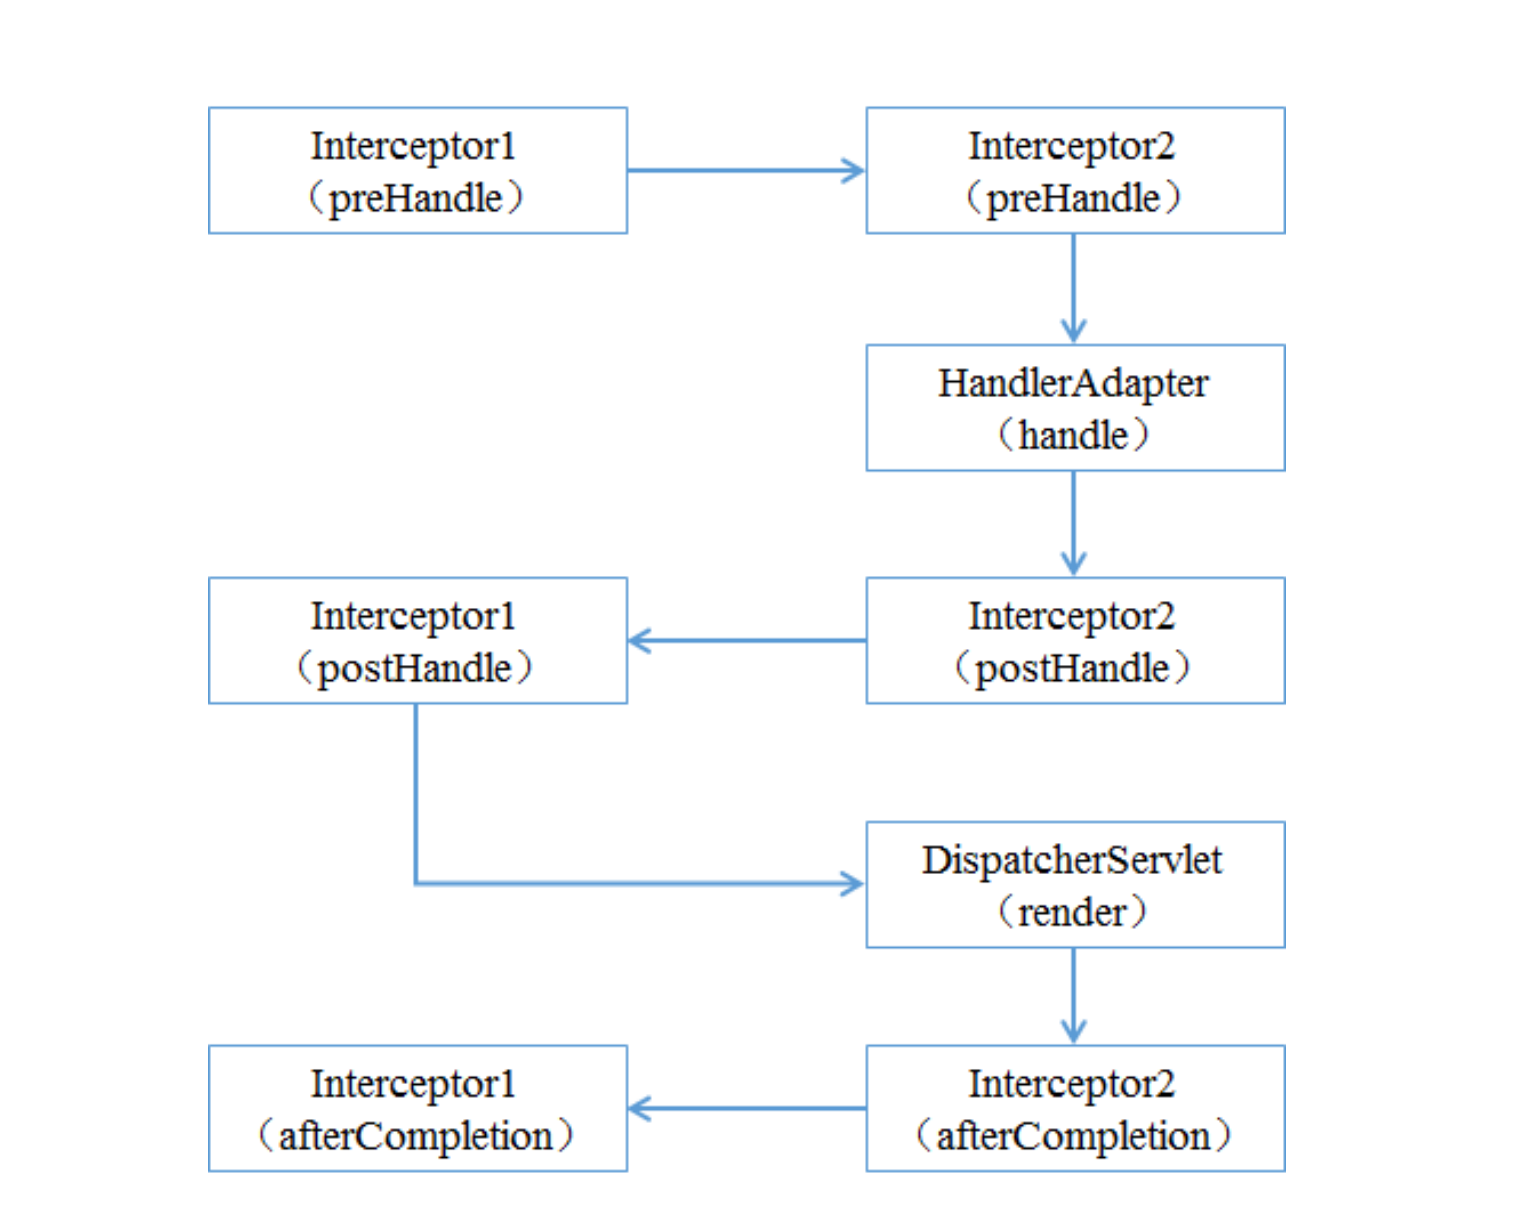 Interceptor1
（preHandle）
Interceptor2
（preHandle）
HandlerAdapter
（handle）
Interceptor1
（postHandle）
Interceptor2
（postHandle）
DispatcherServlet
（render）
Interceptor1
（afterCompletion）
Interceptor2
（afterCompletion）